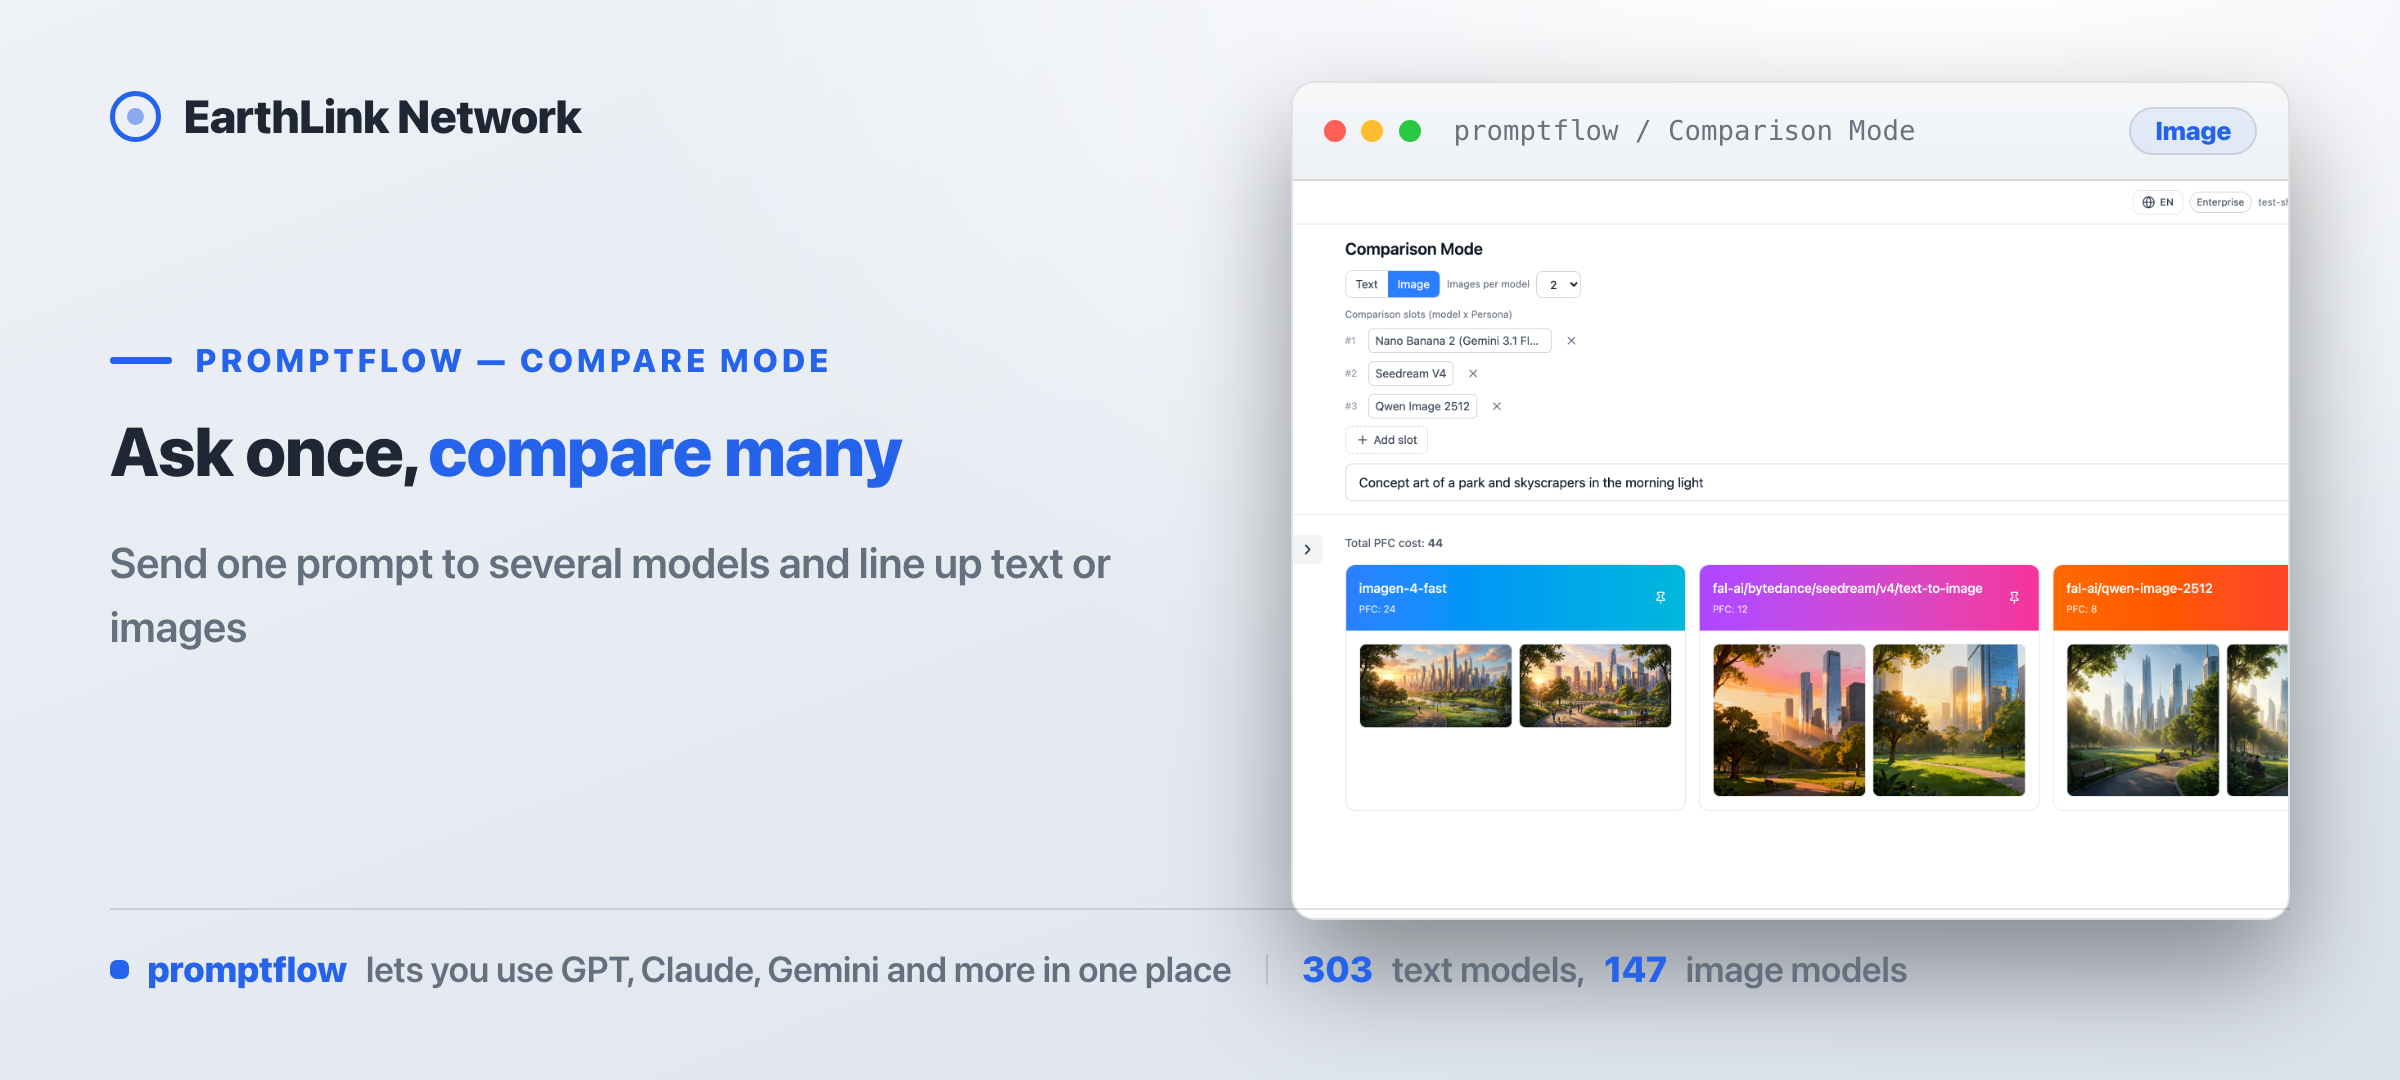 EarthLink Network
PROMPTFLOW — COMPARE MODE
Ask once, compare many
Send one prompt to several models and line up text or
images
promptflow / Comparison Mode
Image
EN
Enterprise
test-s
Comparison Mode
Text
Image
Images per model
2
Comparison slots (model x Persona)
#1
Nano Banana 2 (Gemini 3.1 Fl...
#2
Seedream V4
#3
Qwen Image 2512
Add slot
Concept art of a park and skyscrapers in the morning light
Total PFC cost: 44
imagen-4-fast
PFC: 24
fal-ai/bytedance/seedream/v4/text-to-image
PFC: 12
fal-ai/qwen-image-2512
PFC: 8
promptflow lets you use GPT, Claude, Gemini and more in one place
303 text models, 147 image models